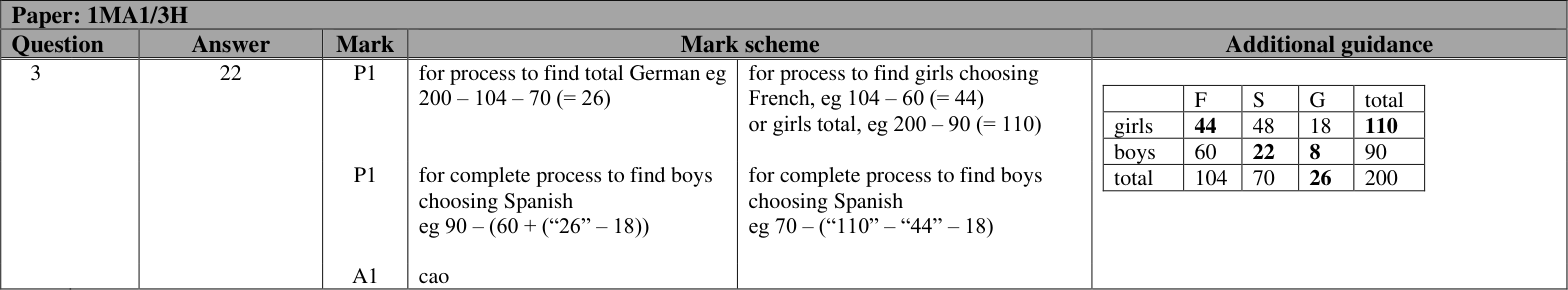 Paper: 1MA1/3H
Question Answer Mark Mark scheme Additional guidance
3 22 P1 for process to find total German eg for process to find girls choosing
200 – 104 – 70 (= 26) French, eg 104 – 60 (= 44)
or girls total, eg 200 – 90 (= 110)
P1 for complete process to find boys for complete process to find boys
choosing Spanish choosing Spanish
eg 90 – (60 + (“26” – 18)) eg 70 – (“110” – “44” – 18)
A1 cao
F S G total
girls 44 48 18 110
boys 60 22 8 90
total 104 70 26 200